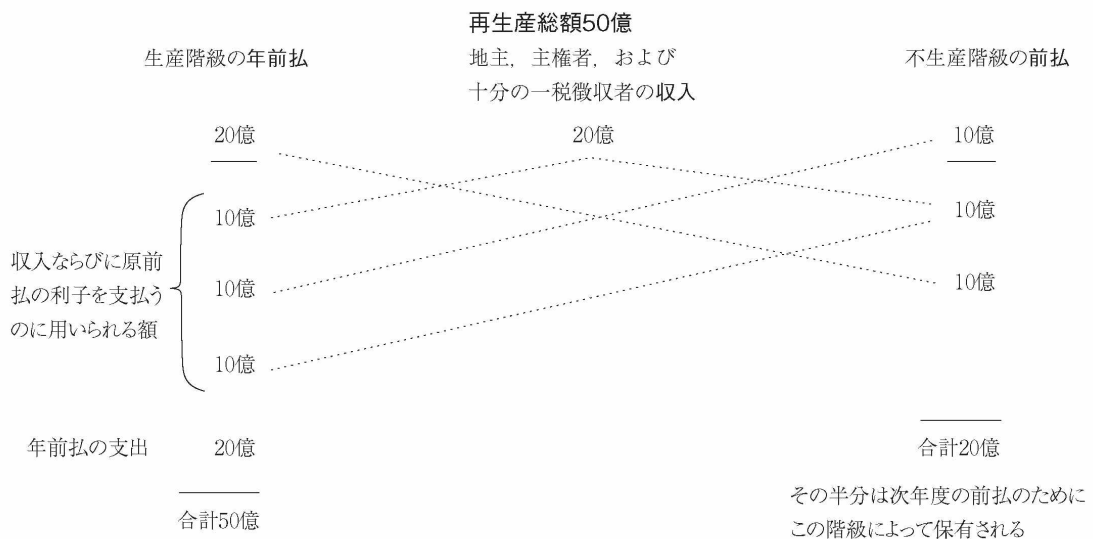 再生産総額50億
生産階級の年前払
地主，主権者，および
十分の一税徴収者の収入
不生産階級の前払
20億
20億
10億
10億
10億
収入ならびに原前
払の利子を支払う
のに用いられる額
10億
10億
10億
年前払の支出
20億
合計20億
合計50億
その半分は次年度の前払のために
この階級によって保有される